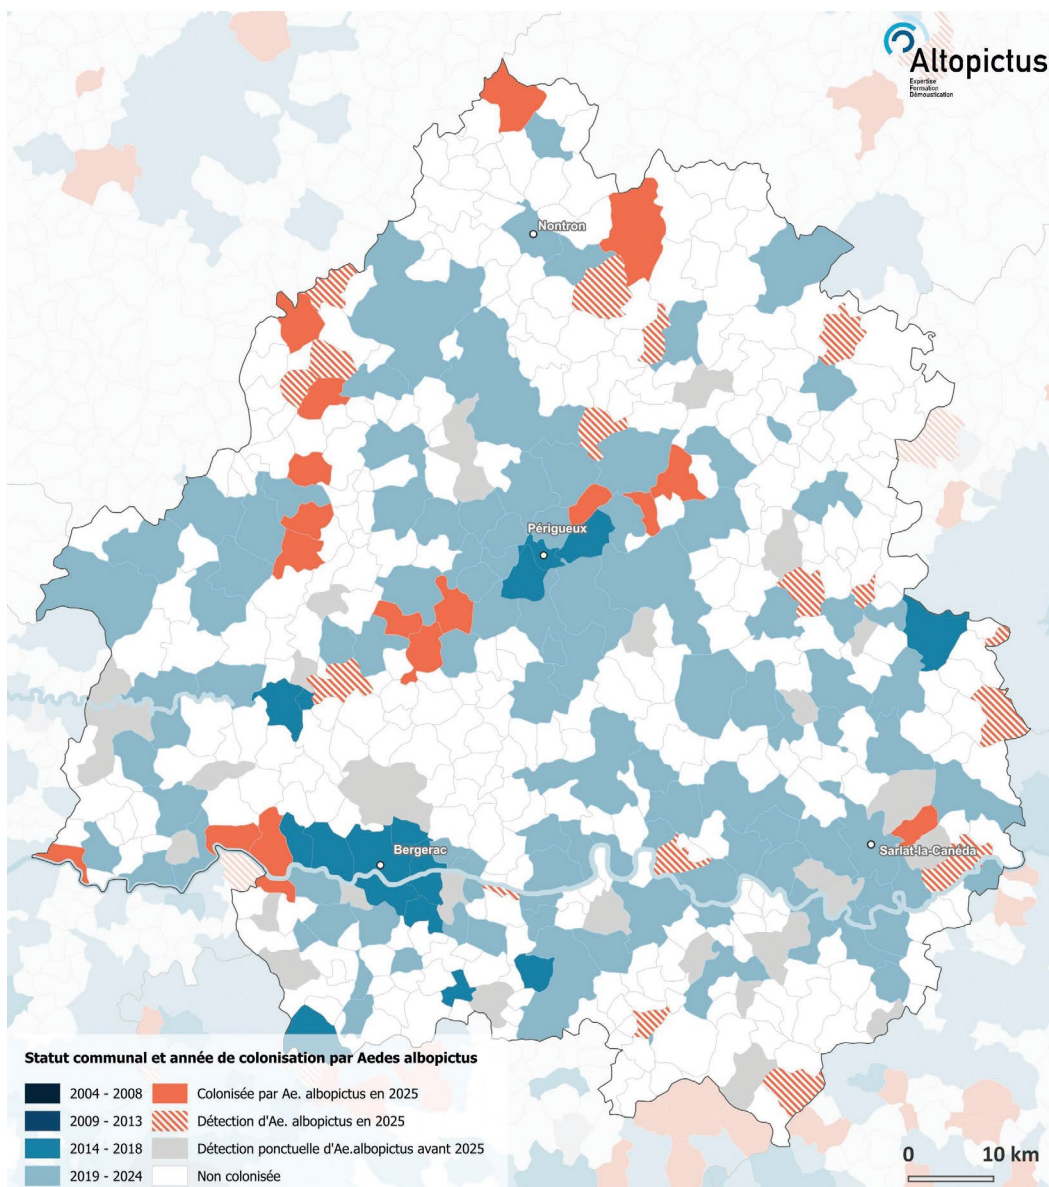 Altopictus
Expertise
Formation
Démoustication
Nontron
Périgueux
Bergerac
Sarlat-la-Canéda
Statut communal et année de colonisation par Aedes albopictus
2004 - 2008
Colonisée par Ae. albopictus en 2025
2009 - 2013
Détection d'Ae. albopictus en 2025
2014 - 2018
Détection ponctuelle d'Ae.albopictus avant 2025
2019 - 2024
Non colonisée
0 10 km